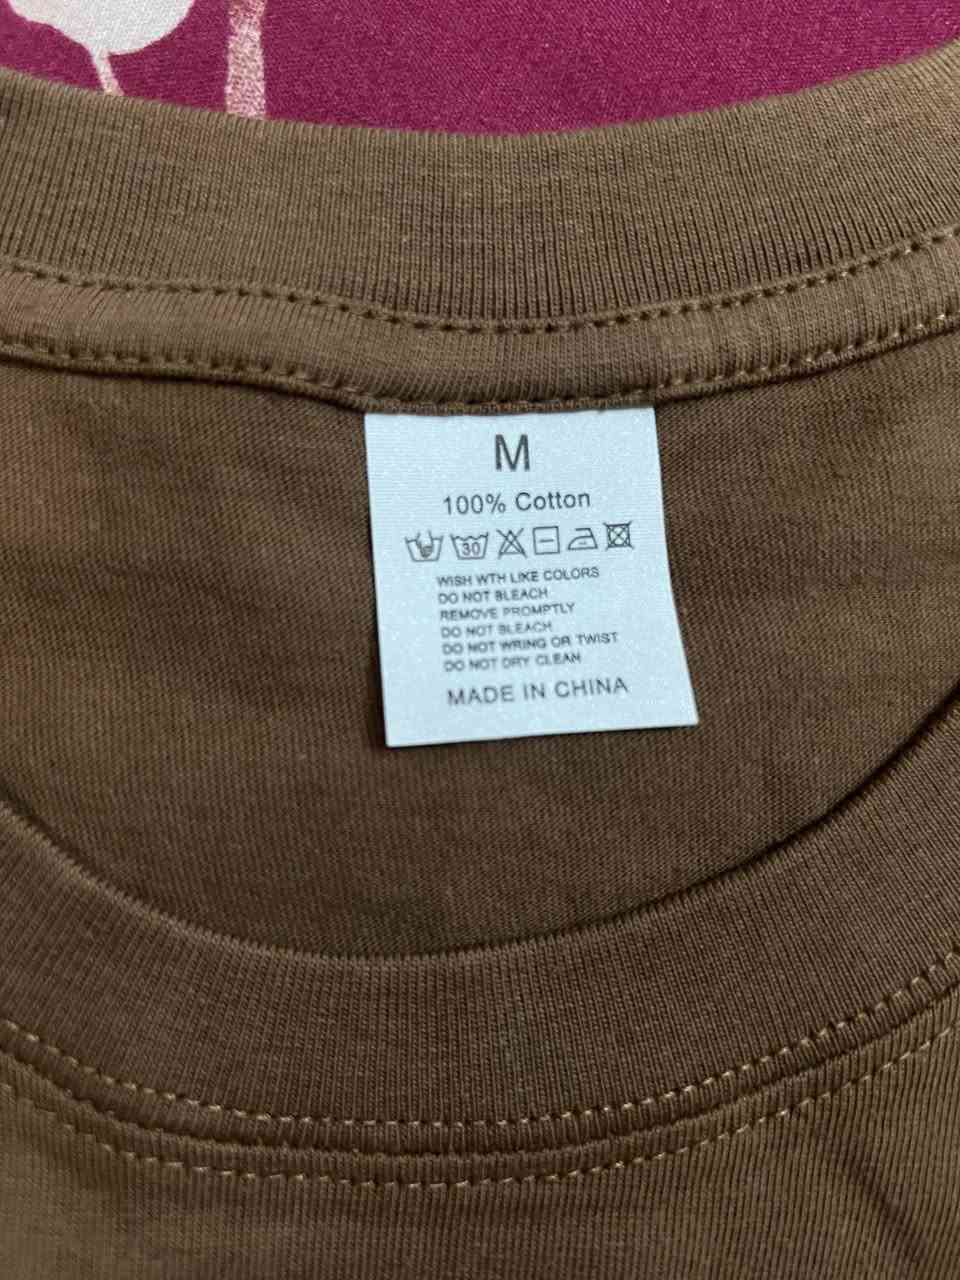 M
100% Cotton
30
WISH WTH LIKE COLORS
DO NOT BLEACH
REMOVE PROMPTLY
DO NOT BLEACH
DO NOT WRING OR TWIST
DO NOT DRY CLEAN
MADE IN CHINA